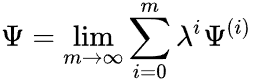 Ψ = lim_{m→∞} ∑_{i=0}^{m} λ^i Ψ^{(i)}